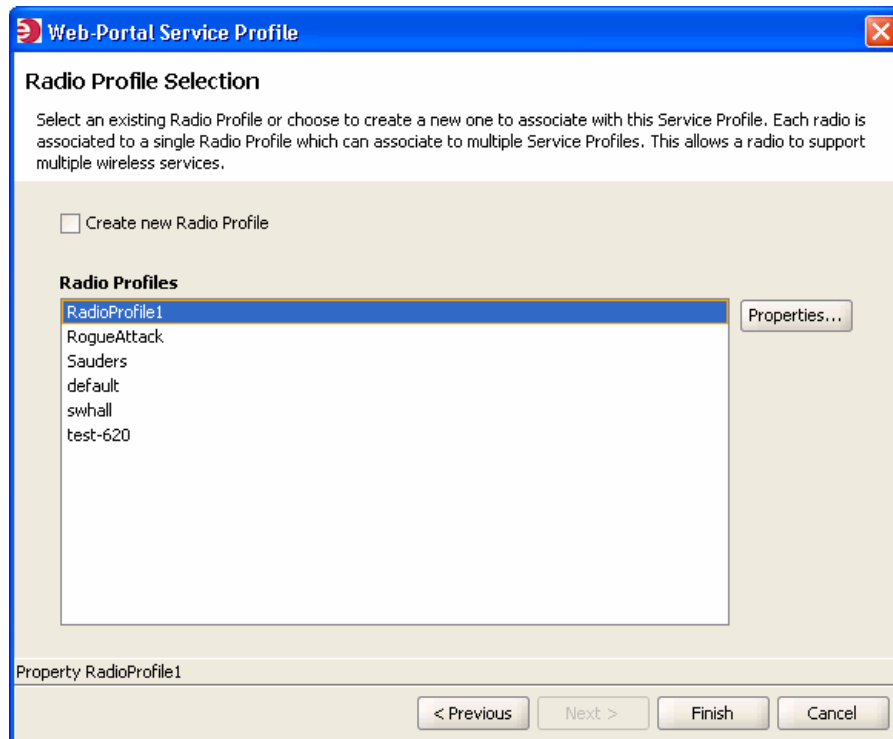 Web-Portal Service Profile
Radio Profile Selection
Select an existing Radio Profile or choose to create a new one to associate with this Service Profile. Each radio is
associated to a single Radio Profile which can associate to multiple Service Profiles. This allows a radio to support
multiple wireless services.
Create new Radio Profile
Radio Profiles
RadioProfile1
Properties...
RogueAttack
Sauders
default
swhall
test-620
Property RadioProfile1
< Previous
Next >
Finish
Cancel